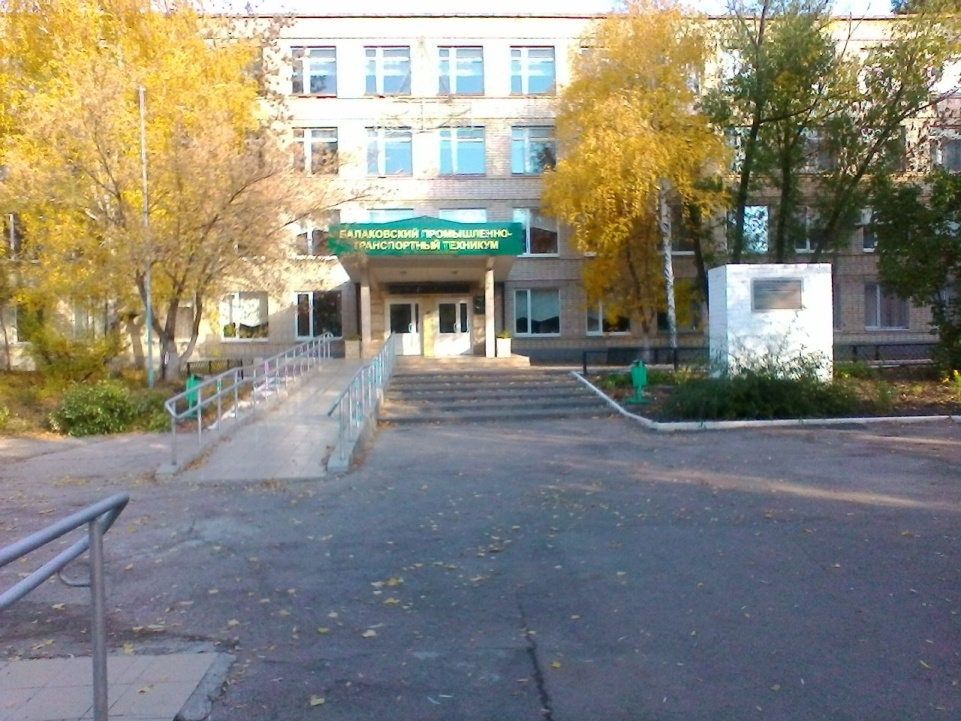 БАЛАКОВСКИЙ ПРОМЫШЛЕННО-
ТРАНСПОРТНЫЙ ТЕХНИКУМ